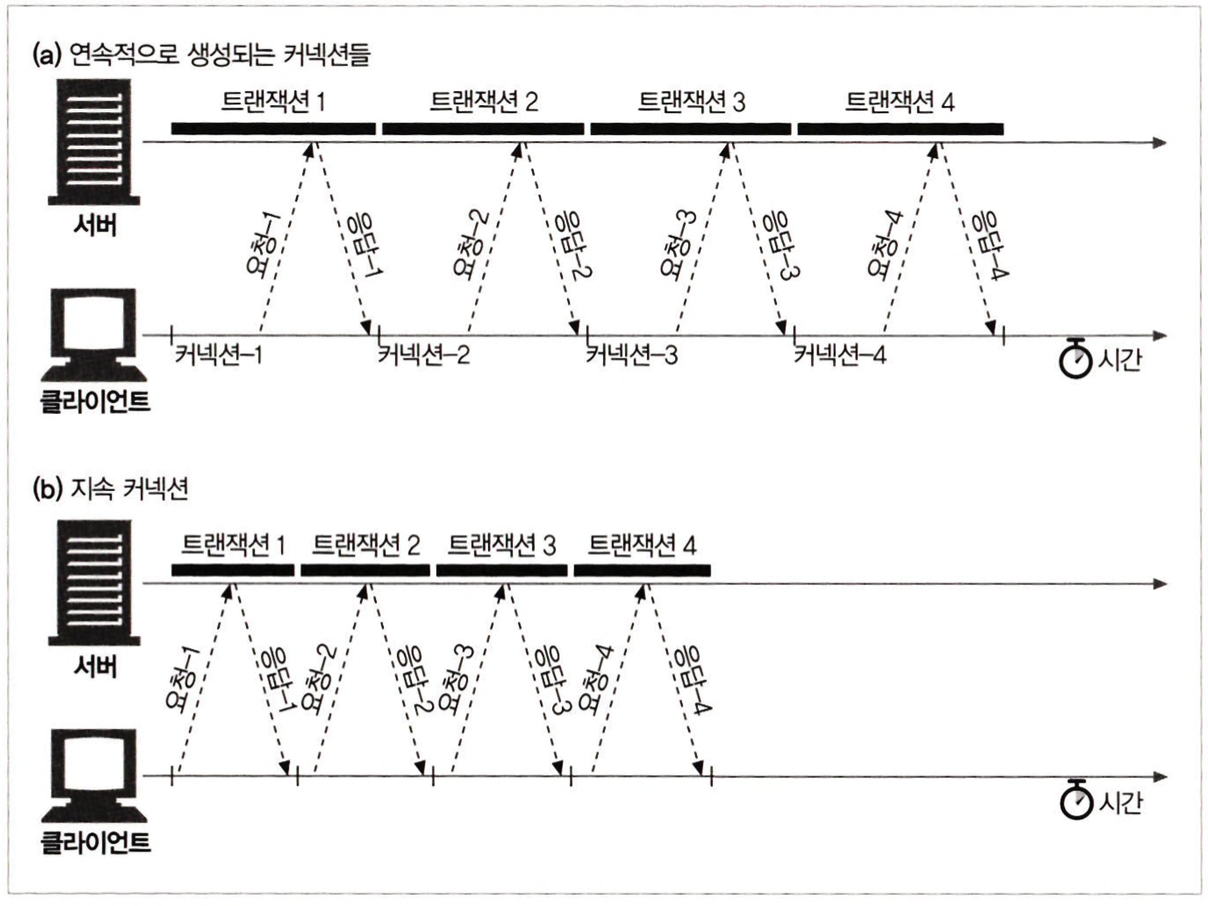 (a) 연속적으로 생성되는 커넥션들
트랜잭션 1 트랜잭션 2 트랜잭션 3 트랜잭션 4
서버
요청-1 응답-1 요청-2 응답-2 요청-3 응답-3 요청-4 응답-4
커넥션-1 커넥션-2 커넥션-3 커넥션-4 시간
클라이언트
(b) 지속 커넥션
트랜잭션 1 트랜잭션 2 트랜잭션 3 트랜잭션 4
서버
요청-1 응답-1 요청-2 응답-2 요청-3 응답-3 요청-4 응답-4
시간
클라이언트